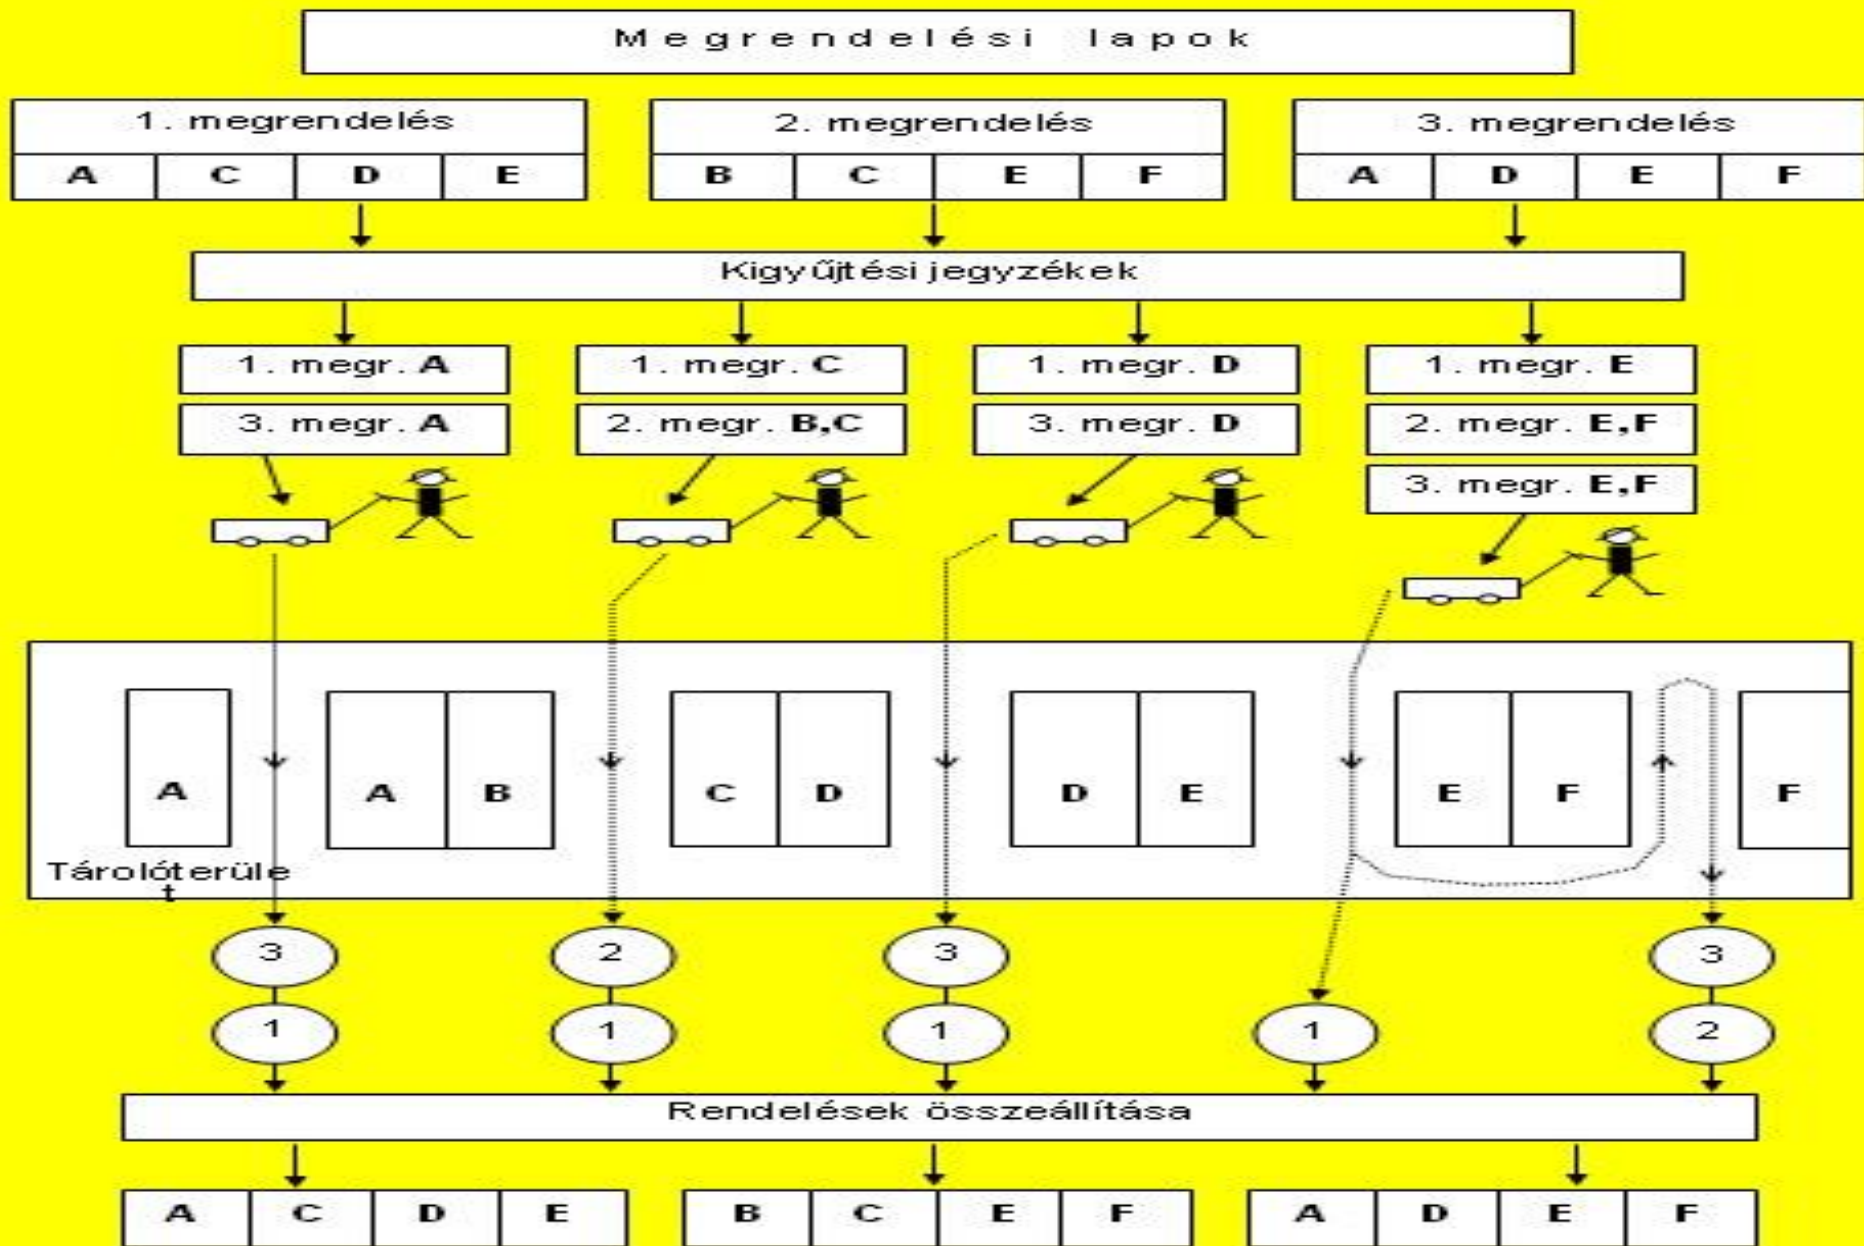 Megrendelési lapok
1. megrendelés
A C D E
2. megrendelés
B C E F
3. megrendelés
A D E F
Kigyűjtési jegyzékek
1. megr. A
3. megr. A
1. megr. C
2. megr. B,C
1. megr. D
3. megr. D
1. megr. E
2. megr. E,F
3. megr. E,F
A A B C D D E E F F
Tárolóterüle
t
3 2 3 3
1 1 1 1 2
Rendelések összeállítása
A C D E B C E F A D E F